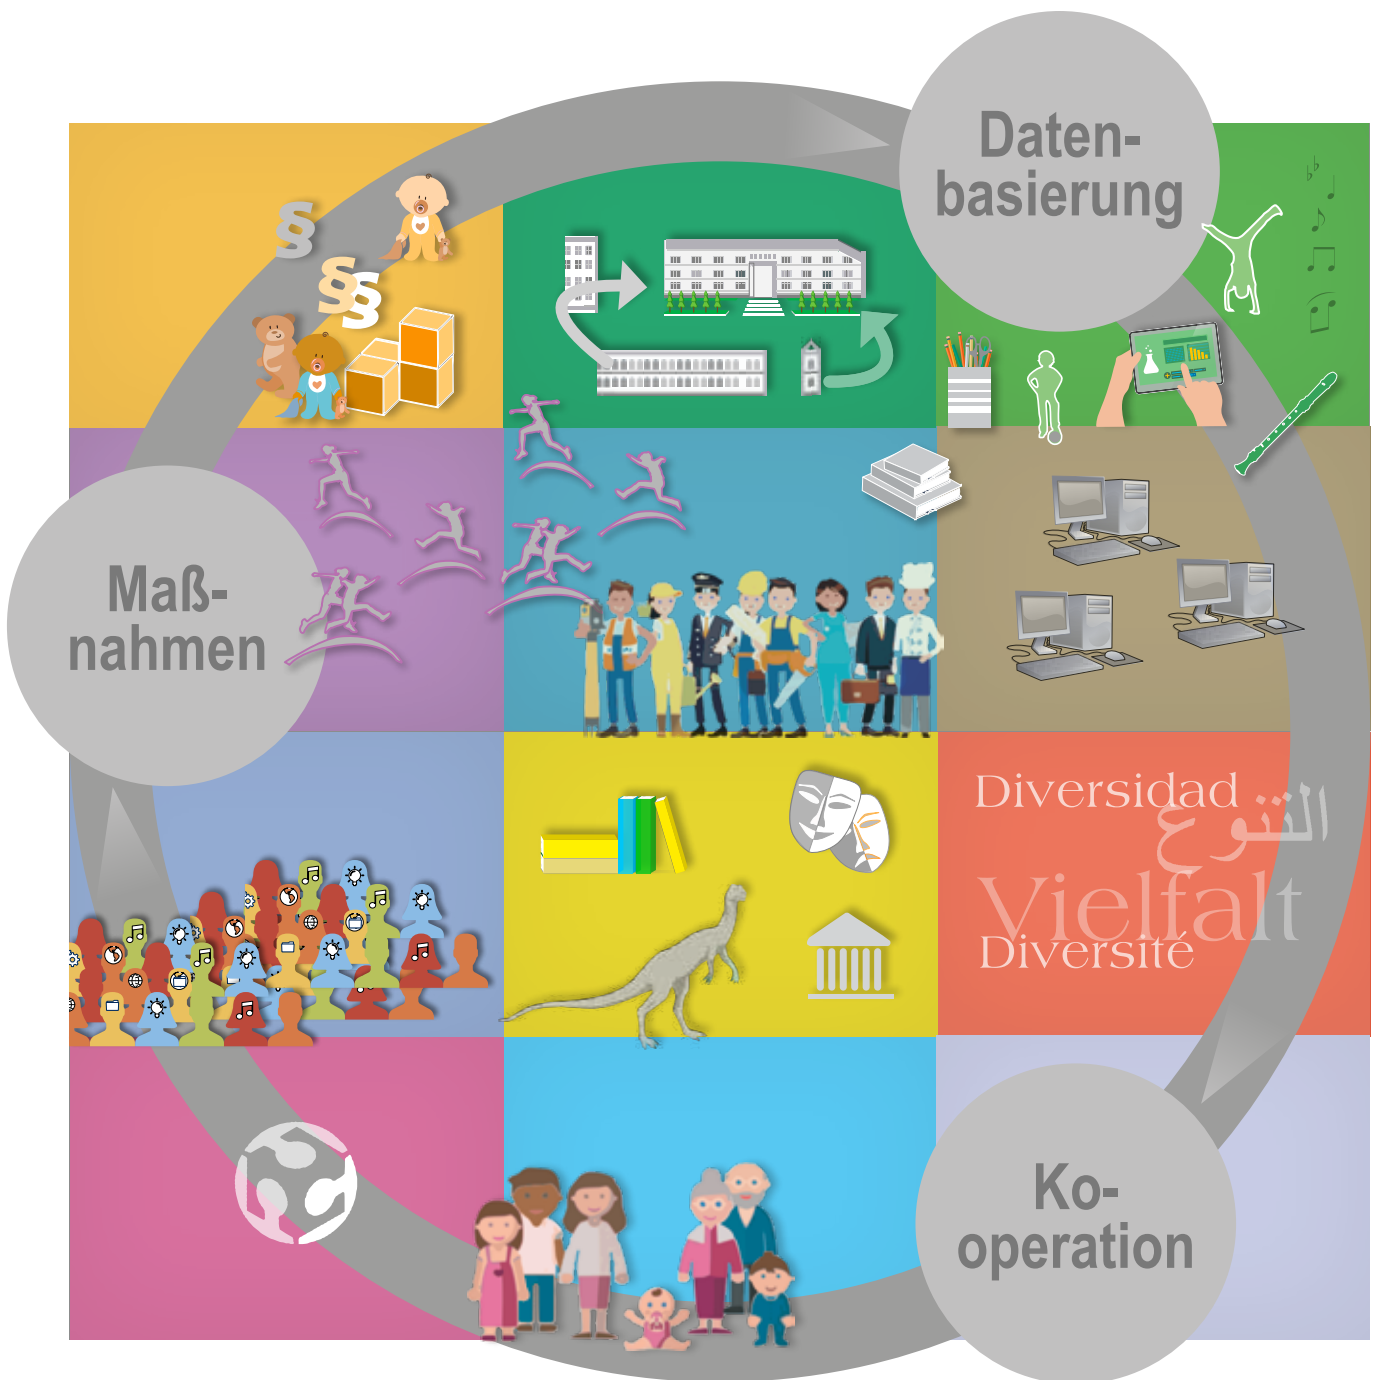 Daten-
basierung
§
§§
Maß-
nahmen
Diversidad
التنوع
Vielfalt
Diversité
Ko-
operation